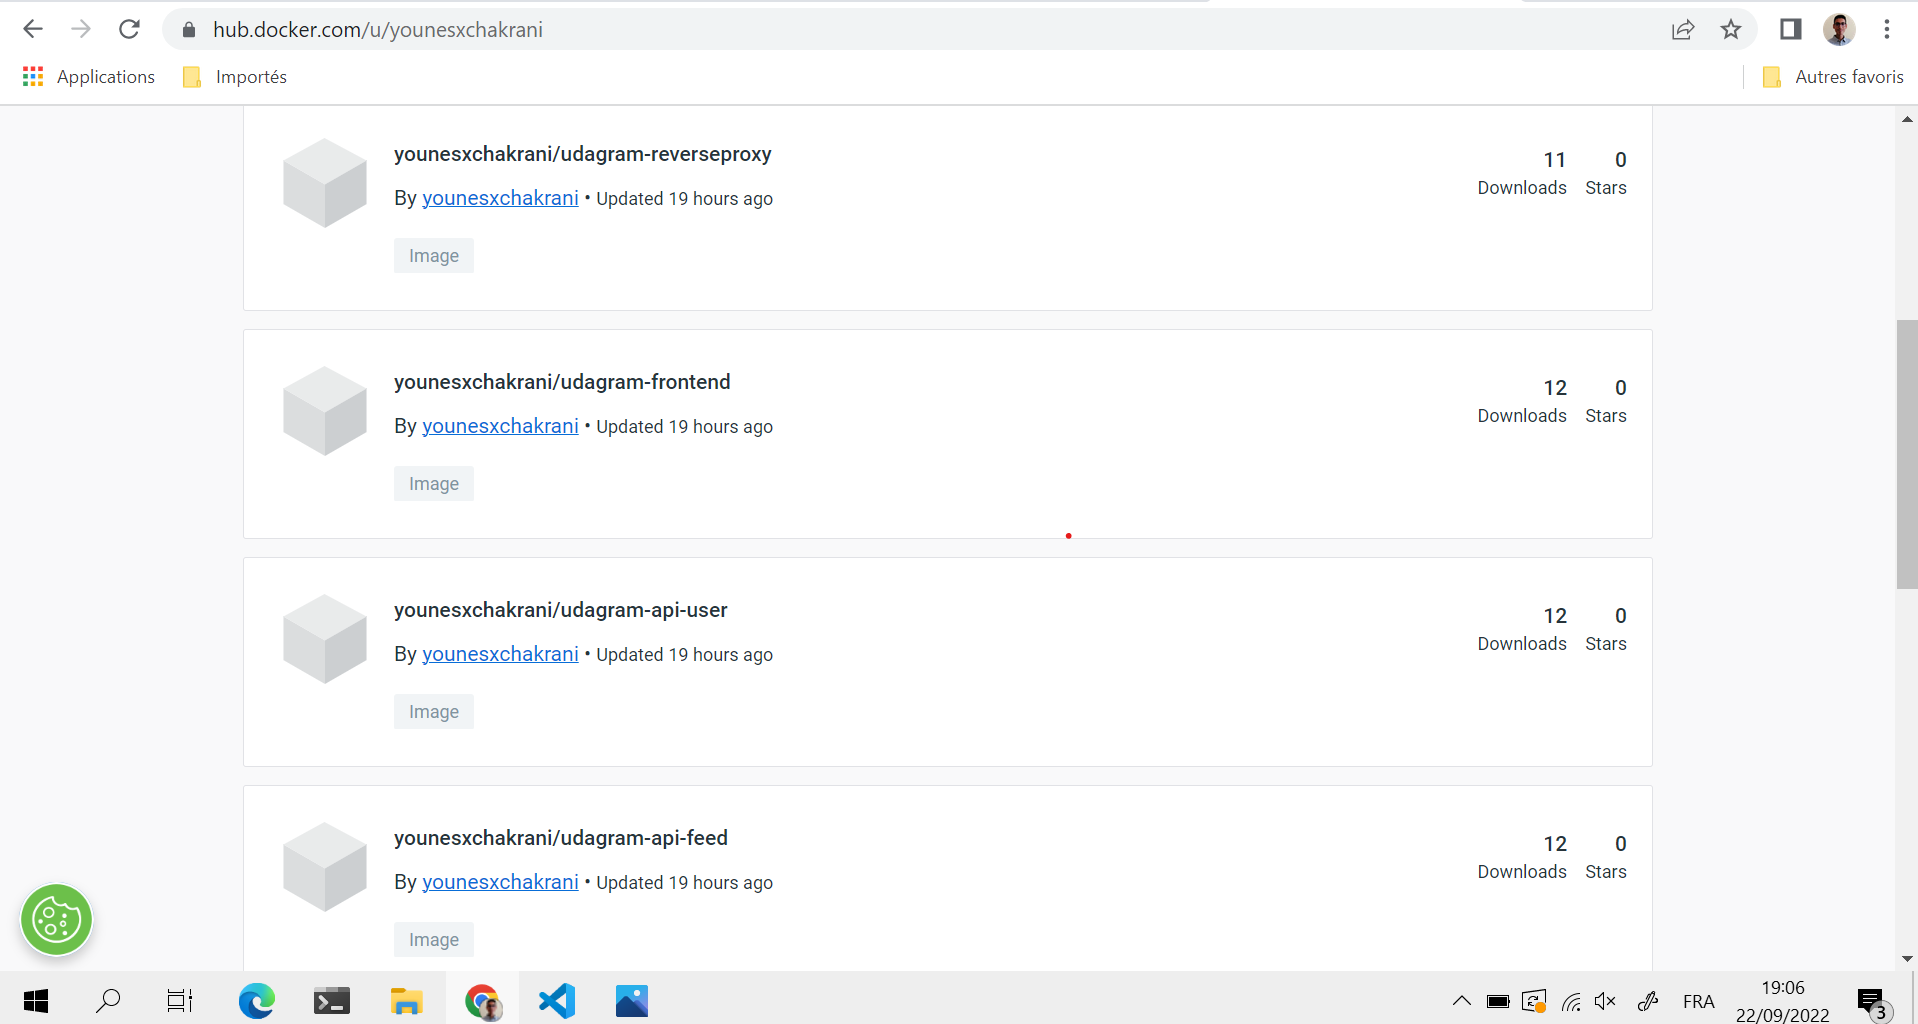 hub.docker.com/u/younesxchakrani
Applications
Importés
Autres favoris
younesxchakrani/udagram-reverseproxy
11
0
By younesxchakrani • Updated 19 hours ago
Downloads
Stars
Image
younesxchakrani/udagram-frontend
12
0
By younesxchakrani • Updated 19 hours ago
Downloads
Stars
Image
younesxchakrani/udagram-api-user
12
0
By younesxchakrani • Updated 19 hours ago
Downloads
Stars
Image
younesxchakrani/udagram-api-feed
12
0
By younesxchakrani • Updated 19 hours ago
Downloads
Stars
Image
FRA
19:06
22/09/2022
3